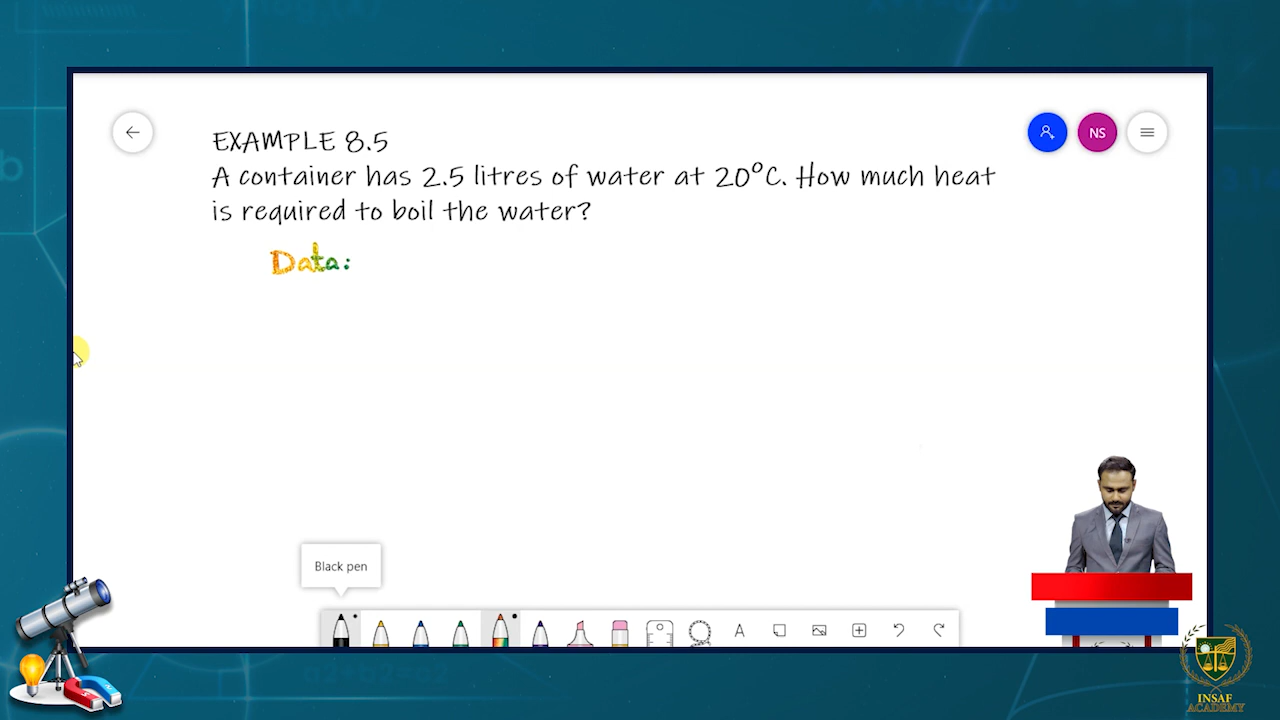 EXAMPLE 8.5
NS
A container has 2.5 litres of water at 20°C. How much heat
is required to boil the water?
Data:
Black pen
A
INSAF
ACADEMY